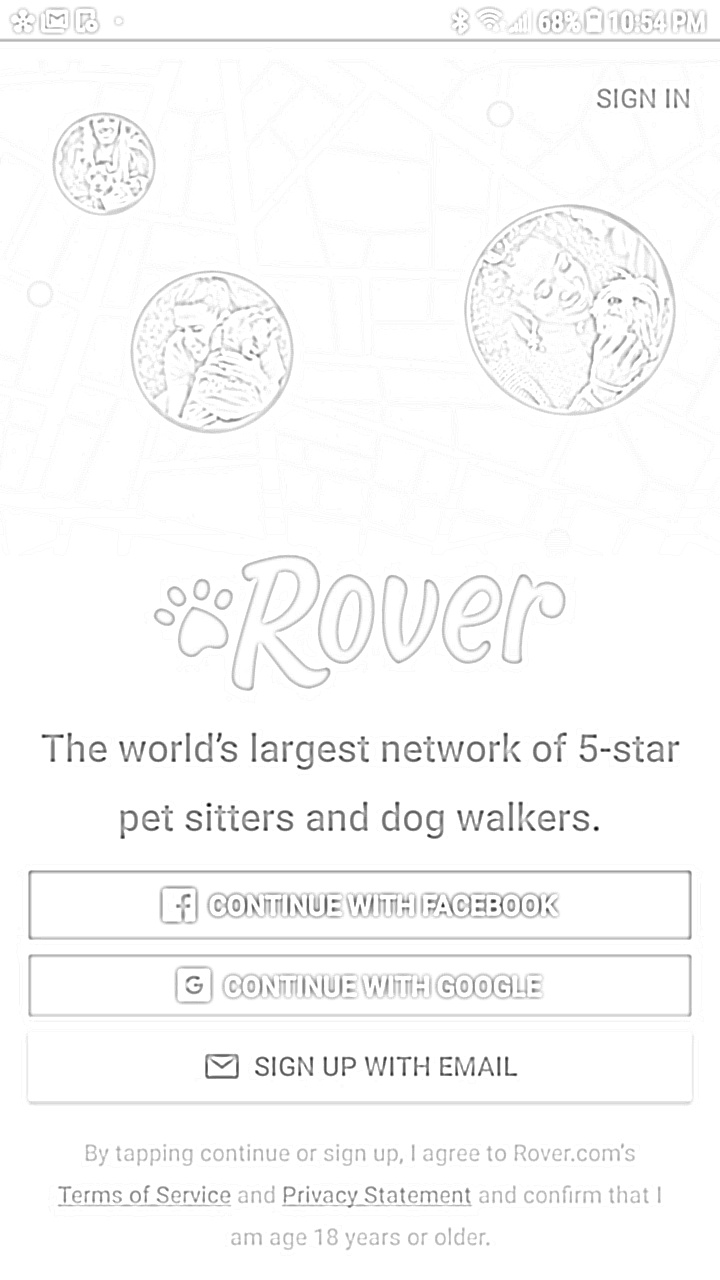 68% 10:54 PM
SIGN IN
Rover
The world's largest network of 5-star
pet sitters and dog walkers.
CONTINUE WITH FACEBOOK
G CONTINUE WITH GOOGLE
SIGN UP WITH EMAIL
By tapping continue or sign up, I agree to Rover.com's
Terms of Service and Privacy Statement and confirm that I
am age 18 years or older.